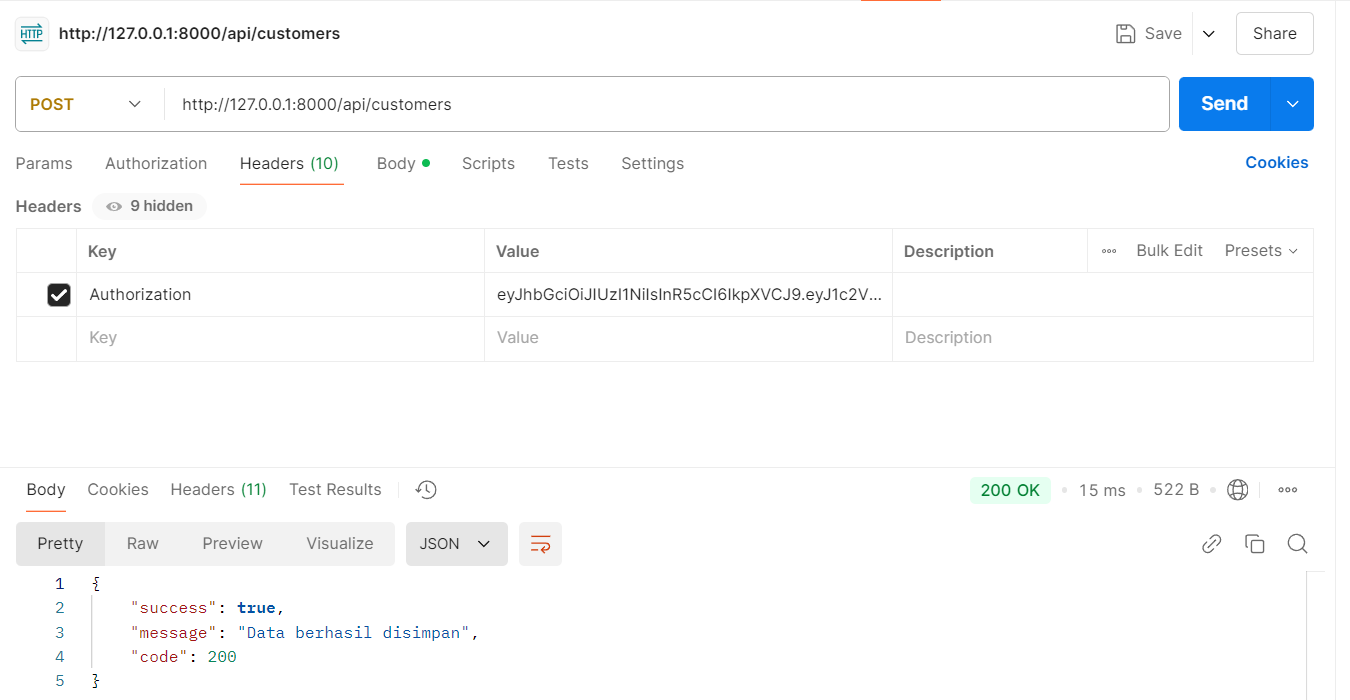 HTTP http://127.0.0.1:8000/api/customers Save Share
POST http://127.0.0.1:8000/api/customers Send
Params Authorization Headers (10) Body Scripts Tests Settings Cookies
Headers 9 hidden
Key Value Description Bulk Edit Presets
Authorization eyJhbGciOiJIUzI1NiIsInR5cCI6IkpXVCJ9.eyJ1c2V...
Key Value Description
Body Cookies Headers (11) Test Results 200 OK 15 ms 522 B
Pretty Raw Preview Visualize JSON
1 {
2 "success": true,
3 "message": "Data berhasil disimpan",
4 "code": 200
5 }